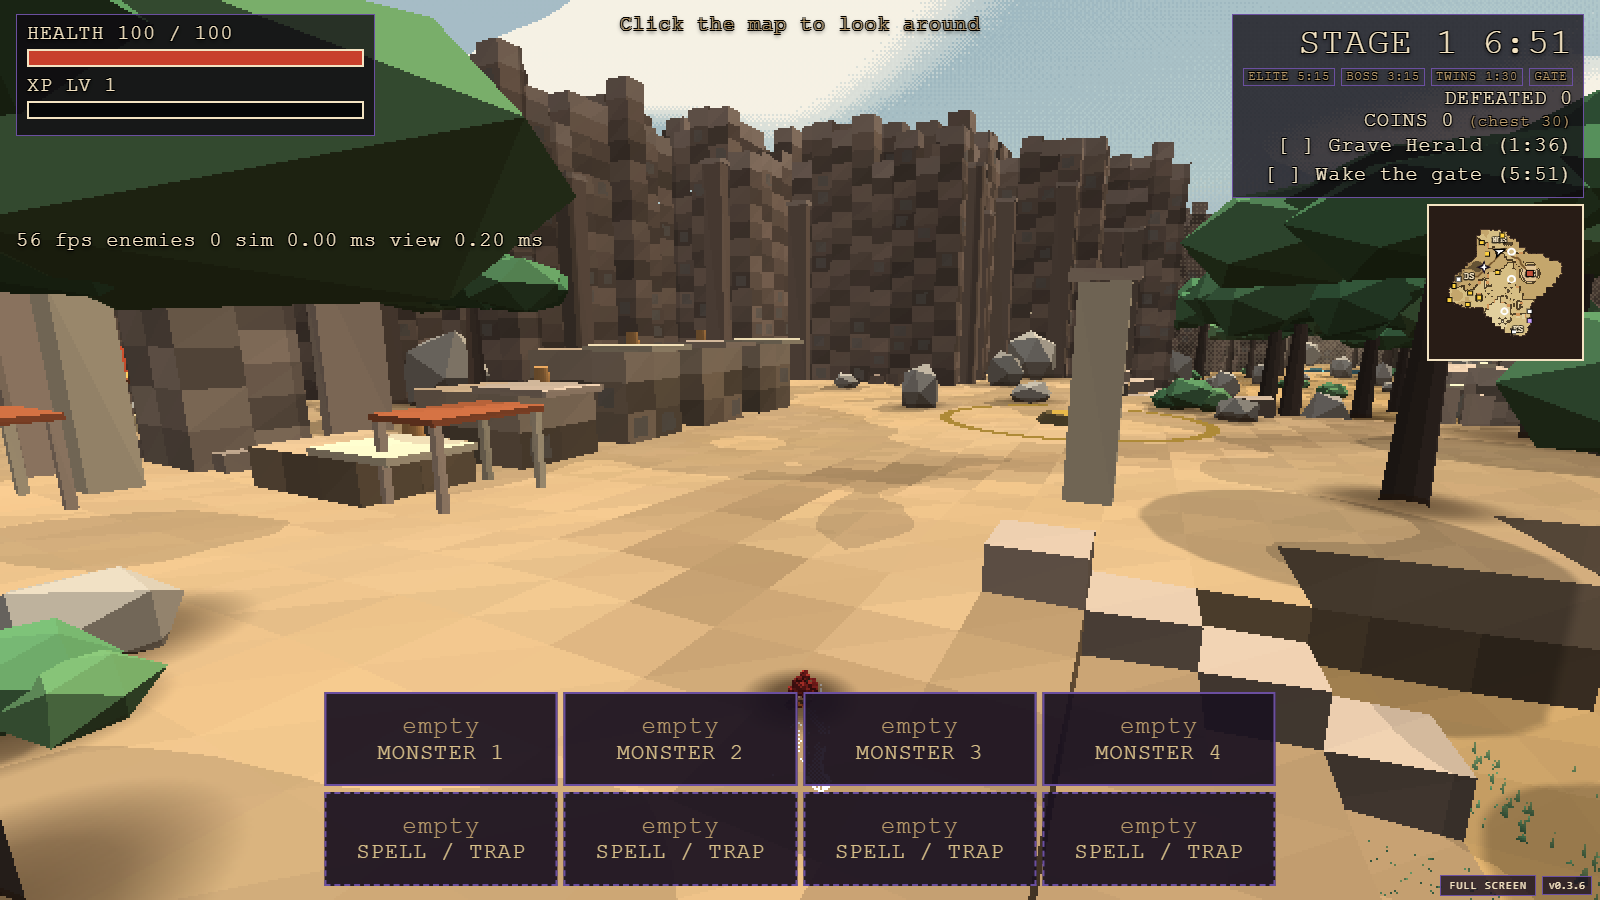 Click the map to look around
HEALTH 100 / 100
XP LV 1
56 fps enemies 0 sim 0.00 ms view 0.20 ms
STAGE 1 6:51
ELITE 5:15 BOSS 3:15 TWINS 1:30 GATE
DEFEATED 0
COINS 0 (chest 30)
[ ] Grave Herald (1:36)
[ ] Wake the gate (5:51)
empty
MONSTER 1
empty
MONSTER 2
empty
MONSTER 3
empty
MONSTER 4
empty
SPELL / TRAP
empty
SPELL / TRAP
empty
SPELL / TRAP
empty
SPELL / TRAP
FULL SCREEN
v0.3.6